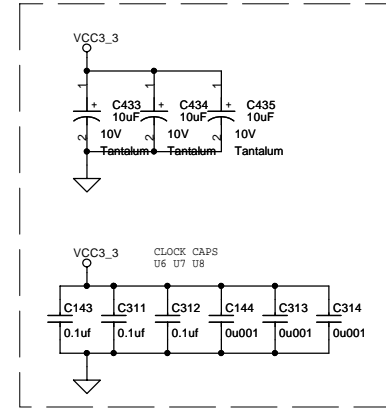 VCC3_3
1 1 1
+ C433 + C434 + C435
10uF 10uF 10uF
10V 10V 10V
2 2 2
Tantalum Tantalum Tantalum
VCC3_3 CLOCK CAPS
U6 U7 U8
C143 C311 C312 C144 C313 C314
0.1uf 0.1uf 0.1uf 0u001 0u001 0u001